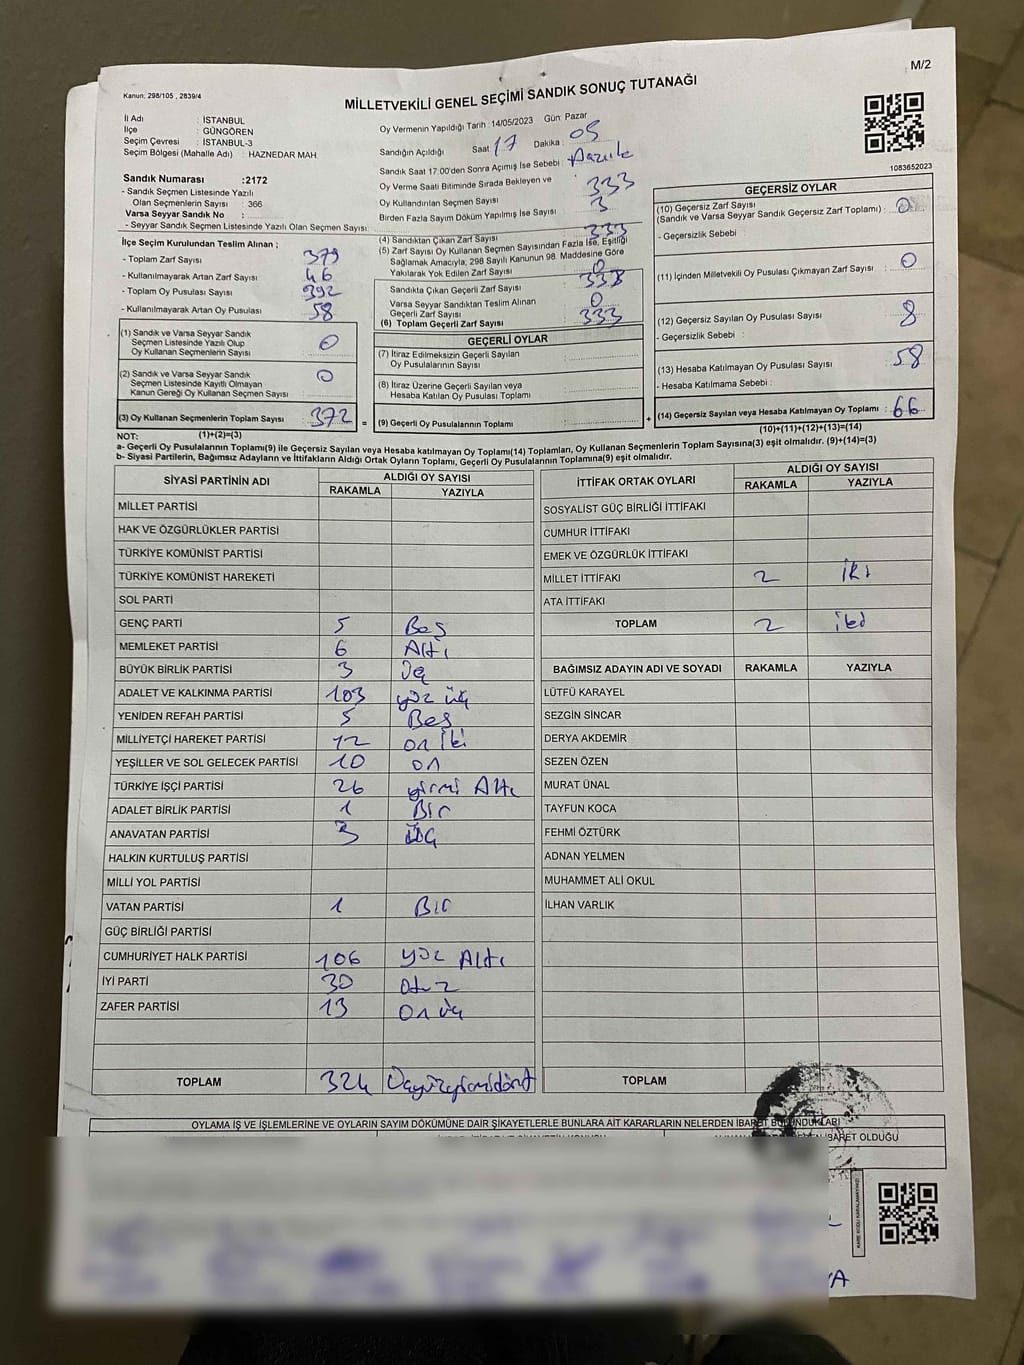 M/2
Kanun: 298/105 , 2839/4
MİLLETVEKİLİ GENEL SEÇİMİ SANDIK SONUÇ TUTANAĞI
İl Adı : İSTANBUL
İlçe : GÜNGÖREN
Seçim Çevresi : İSTANBUL-3
Seçim Bölgesi (Mahalle Adı) : HAZNEDAR MAH
Oy Vermenin Yapıldığı Tarih : 14/05/2023 Gün: Pazar
Sandığın Açıldığı Saat 17 Dakika : 05
Sandık Saat 17:00'den Sonra Açımış İse Sebebi :
Oy Verme Saati Bitiminde Sırada Bekleyen ve
Oy Kullandırılan Seçmen Sayısı : 333
Birden Fazla Sayım Döküm Yapılmış İse Sayısı : 3
1083652023
Sandık Numarası :2172
- Sandık Seçmen Listesinde Yazılı
Olan Seçmenlerin Sayısı : 366
Varsa Seyyar Sandık No :
- Seyyar Sandık Seçmen Listesinde Yazılı Olan Seçmen Sayısı:
İlçe Seçim Kurulundan Teslim Alınan ;
- Toplam Zarf Sayısı : 379
- Kullanılmayarak Artan Zarf Sayısı : 46
- Toplam Oy Pusulası Sayısı : 392
- Kullanılmayarak Artan Oy Pusulası : 58
(1) Sandık ve Varsa Seyyar Sandık
Seçmen Listesinde Yazılı Olup
Oy Kullanan Seçmenlerin Sayısı : 0
(2) Sandık ve Varsa Seyyar Sandık
Seçmen Listesinde Kayıtlı Olmayan
Kanun Gereği Oy Kullanan Seçmen Sayısı : 0
(3) Oy Kullanan Seçmenlerin Toplam Sayısı : 372
(1)+(2)=(3)
(4) Sandıktan Çıkan Zarf Sayısı : 333
(5) Zarf Sayısı Oy Kullanan Seçmen Sayısından Fazla İse, Eşitliği
Sağlamak Amacıyla, 298 Sayılı Kanunun 98. Maddesine Göre
Yakılarak Yok Edilen Zarf Sayısı : 0
Sandıkta Çıkan Geçerli Zarf Sayısı : 333
Varsa Seyyar Sandıktan Teslim Alınan
Geçerli Zarf Sayısı : 0
(6) Toplam Geçerli Zarf Sayısı : 333
GEÇERLİ OYLAR
(7) İtiraz Edilmeksizin Geçerli Sayılan
Oy Pusulalarının Sayısı :
(8) İtiraz Üzerine Geçerli Sayılan veya
Hesaba Katılan Oy Pusulası Toplamı :
= (9) Geçerli Oy Pusulalarının Toplamı :
GEÇERSİZ OYLAR
(10) Geçersiz Zarf Sayısı
(Sandık ve Varsa Seyyar Sandık Geçersiz Zarf Toplamı) : 0
- Geçersizlik Sebebi :
(11) İçinden Milletvekili Oy Pusulası Çıkmayan Zarf Sayısı : 0
(12) Geçersiz Sayılan Oy Pusulası Sayısı : 8
- Geçersizlik Sebebi :
(13) Hesaba Katılmayan Oy Pusulası Sayısı : 58
- Hesaba Katılmama Sebebi :
+ (14) Geçersiz Sayılan veya Hesaba Katılmayan Oy Toplamı : 66
(10)+(11)+(12)+(13)=(14)
NOT:
a- Geçerli Oy Pusulalarının Toplamı(9) ile Geçersiz Sayılan veya Hesaba katılmayan Oy Toplamı(14) Toplamları, Oy Kullanan Seçmenlerin Toplam Sayısına(3) eşit olmalıdır. (9)+(14)=(3)
b- Siyasi Partilerin, Bağımsız Adayların ve İttifakların Aldığı Ortak Oyların Toplamı, Geçerli Oy Pusulalarının Toplamına(9) eşit olmalıdır.
SİYASİ PARTİNİN ADI ALDIĞI OY SAYISI
RAKAMLA YAZIYLA
MİLLET PARTİSİ
HAK VE ÖZGÜRLÜKLER PARTİSİ
TÜRKİYE KOMÜNİST PARTİSİ
TÜRKİYE KOMÜNİST HAREKETİ
SOL PARTİ
GENÇ PARTİ 5 Beş
MEMLEKET PARTİSİ 6 Altı
BÜYÜK BİRLİK PARTİSİ 3 Üç
ADALET VE KALKINMA PARTİSİ 103 yüz üç
YENİDEN REFAH PARTİSİ 5 Beş
MİLLİYETÇİ HAREKET PARTİSİ 12 on iki
YEŞİLLER VE SOL GELECEK PARTİSİ 10 on
TÜRKİYE İŞÇİ PARTİSİ 26 yirmi Altı
ADALET BİRLİK PARTİSİ 1 Bir
ANAVATAN PARTİSİ 3 Üç
HALKIN KURTULUŞ PARTİSİ
MİLLİ YOL PARTİSİ
VATAN PARTİSİ 1 Bir
GÜÇ BİRLİĞİ PARTİSİ
CUMHURİYET HALK PARTİSİ 106 yüz Altı
İYİ PARTİ 30 Otuz
ZAFER PARTİSİ 13 On üç
TOPLAM 324 Üçyüzyirmidört
İTTİFAK ORTAK OYLARI ALDIĞI OY SAYISI
RAKAMLA YAZIYLA
SOSYALİST GÜÇ BİRLİĞİ İTTİFAKI
CUMHUR İTTİFAKI
EMEK VE ÖZGÜRLÜK İTTİFAKI
MİLLET İTTİFAKI 2 iki
ATA İTTİFAKI
TOPLAM 2 iki
BAĞIMSIZ ADAYIN ADI VE SOYADI RAKAMLA YAZIYLA
LÜTFÜ KARAYEL
SEZGİN SİNCAR
DERYA AKDEMİR
SEZEN ÖZEN
MURAT ÜNAL
TAYFUN KOCA
FEHMİ ÖZTÜRK
ADNAN YELMEN
MUHAMMET ALİ OKUL
İLHAN VARLIK
TOPLAM
OYLAMA İŞ VE İŞLEMLERİNE VE OYLARIN SAYIM DÖKÜMÜNE DAİR ŞİKAYETLERLE BUNLARA AİT KARARLARIN NELERDEN İBARET BULUNDUKLARI
İBARET OLDUĞU